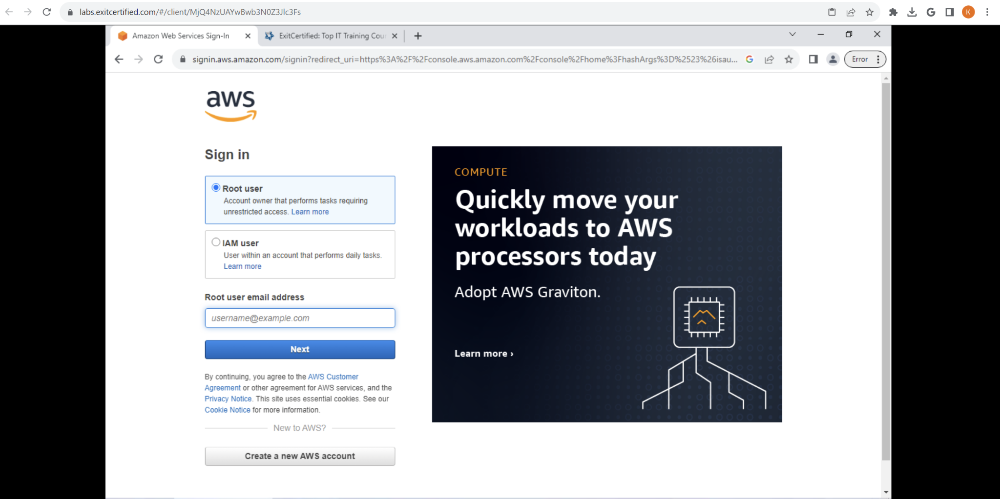 labs.exitcertified.com/#/client/MjQ4NzUAYwBwb3N0Z3Jlc3Fs
K
Amazon Web Services Sign-In
ExitCertified: Top IT Training Cour
signin.aws.amazon.com/signin?redirect_uri=https%3A%2F%2Fconsole.aws.amazon.com%2Fconsole%2Fhome%3FhashArgs%3D%2523%26isau...
Error
aws
Sign in
Root user
Account owner that performs tasks requiring
unrestricted access. Learn more
IAM user
User within an account that performs daily tasks.
Learn more
Root user email address
username@example.com
Next
By continuing, you agree to the AWS Customer
Agreement or other agreement for AWS services, and the
Privacy Notice. This site uses essential cookies. See our
Cookie Notice for more information.
New to AWS?
Create a new AWS account
COMPUTE
Quickly move your
workloads to AWS
processors today
Adopt AWS Graviton.
Learn more ›